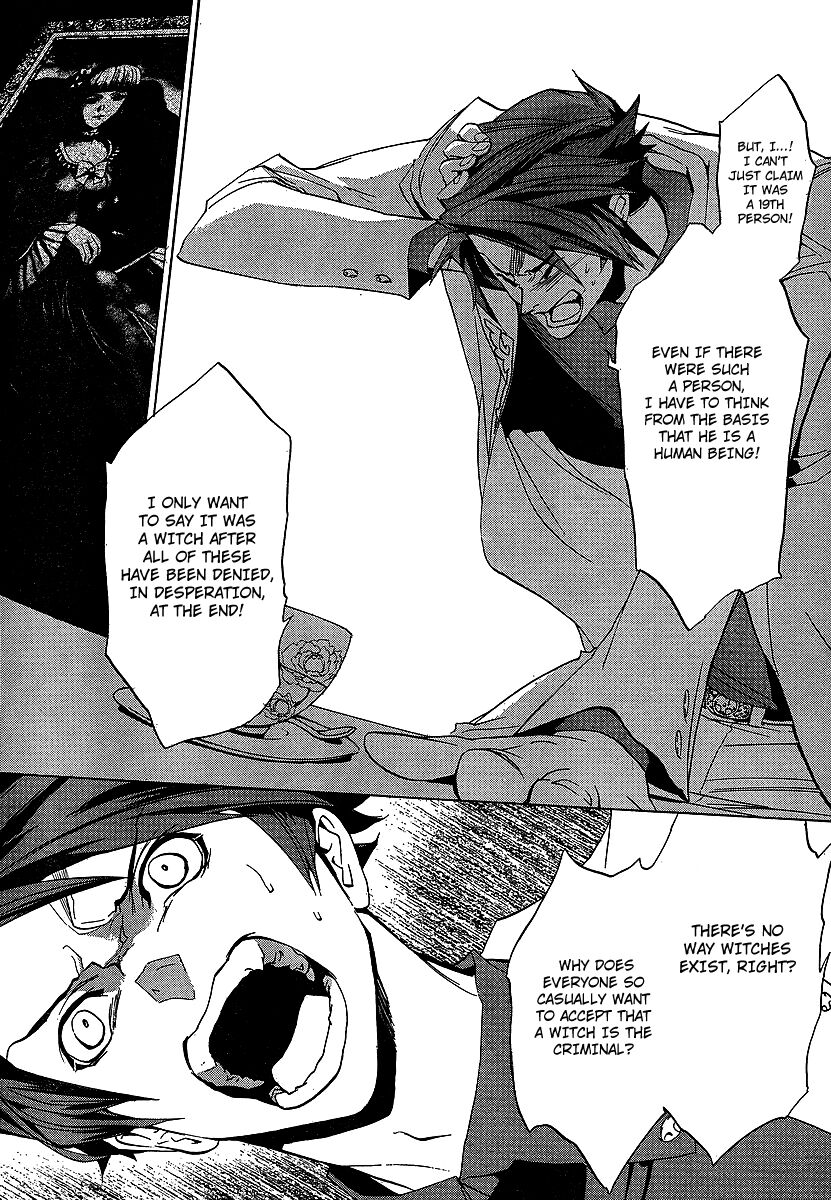 BUT, I...!
I CAN'T
JUST CLAIM
IT WAS
A 19TH
PERSON!
EVEN IF THERE
WERE SUCH
A PERSON,
I HAVE TO THINK
FROM THE BASIS
THAT HE IS A
HUMAN BEING!
I ONLY WANT
TO SAY IT WAS
A WITCH AFTER
ALL OF THESE
HAVE BEEN DENIED,
IN DESPERATION,
AT THE END!
THERE'S NO
WAY WITCHES
EXIST, RIGHT?
WHY DOES
EVERYONE SO
CASUALLY WANT
TO ACCEPT THAT
A WITCH IS THE
CRIMINAL?